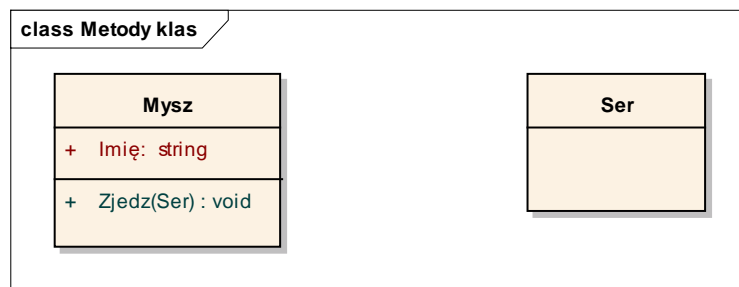 class Metody klas
Mysz
+ Imię: string
+ Zjedz(Ser) : void
Ser